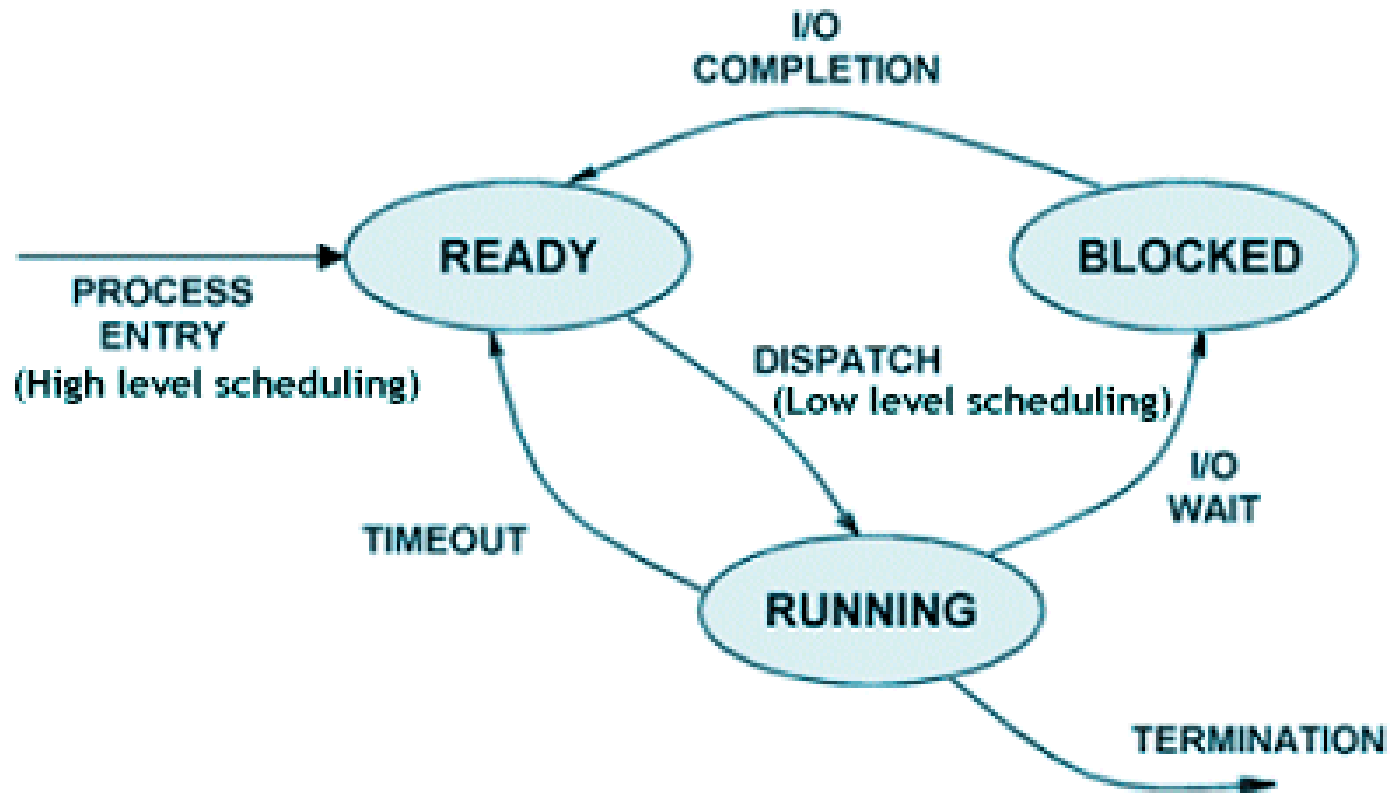 I/O
COMPLETION
READY
BLOCKED
PROCESS
ENTRY
(High level scheduling)
DISPATCH
(Low level scheduling)
I/O
WAIT
TIMEOUT
RUNNING
TERMINATION